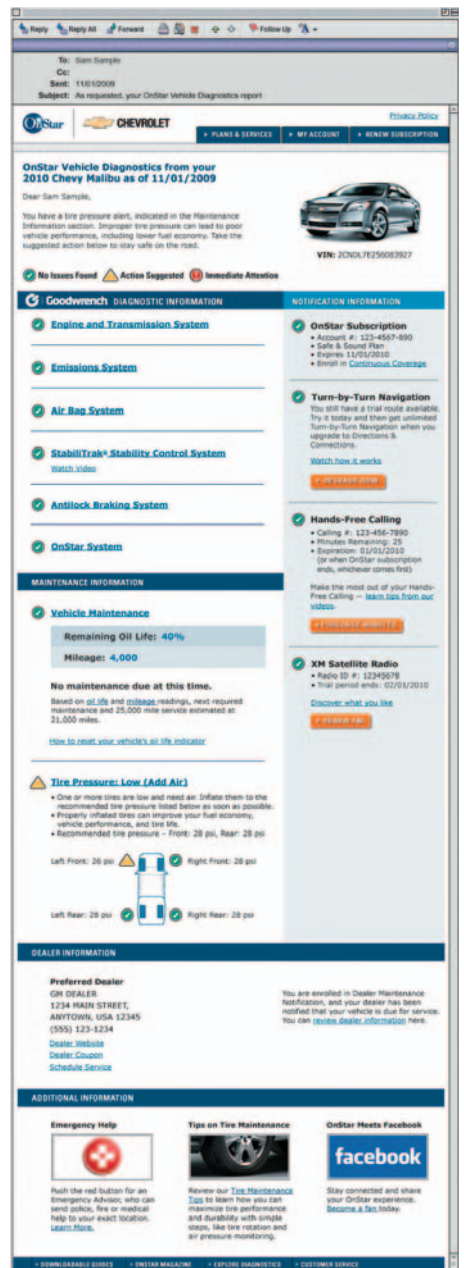 Reply Reply All Forward Follow Up
To: Sam Sample
Cc:
Sent: 11/01/2009
Subject: As requested, your OnStar Vehicle Diagnostics report
OnStar CHEVROLET
Privacy Policy
PLANS & SERVICES MY ACCOUNT RENEW SUBSCRIPTION
OnStar Vehicle Diagnostics from your
2010 Chevy Malibu as of 11/01/2009
Dear Sam Sample,
You have a tire pressure alert, indicated in the Maintenance
Information section. Improper tire pressure can lead to poor
vehicle performance, including lower fuel economy. Take the
suggested action below to stay safe on the road.
VIN: 2CNDL7E256083927
No Issues Found Action Suggested Immediate Attention
Goodwrench DIAGNOSTIC INFORMATION
Engine and Transmission System
Emissions System
Air Bag System
StabiliTrak® Stability Control System
Watch Video
Antilock Braking System
OnStar System
MAINTENANCE INFORMATION
Vehicle Maintenance
Remaining Oil Life: 40%
Mileage: 4,000
No maintenance due at this time.
Based on oil life and mileage readings, next required
maintenance and 25,000 mile service estimated at
21,000 miles.
How to reset your vehicle's oil life indicator
Tire Pressure: Low (Add Air)
• One or more tires are low and need air. Inflate them to the
recommended tire pressure listed below as soon as possible.
• Properly inflated tires can improve your fuel economy,
vehicle performance, and tire life.
• Recommended tire pressure - Front: 28 psi, Rear: 28 psi
Left Front: 26 psi Right Front: 28 psi
Left Rear: 28 psi Right Rear: 28 psi
NOTIFICATION INFORMATION
OnStar Subscription
• Account #: 123-4567-890
• Safe & Sound Plan
• Expires 11/01/2010
• Enroll in Continuous Coverage
Turn-by-Turn Navigation
You still have a trial route available.
Try it today and then get unlimited
Turn-by-Turn Navigation when you
upgrade to Directions &
Connections.
Watch how it works
UPGRADE NOW
Hands-Free Calling
• Calling #: 123-456-7890
• Minutes Remaining: 25
• Expiration: 01/01/2010
(or when OnStar subscription
ends, whichever comes first)
Make the most out of your Hands-
Free Calling — learn tips from our
videos.
PURCHASE MINUTES
XM Satellite Radio
• Radio ID #: 12345678
• Trial period ends: 02/01/2010
Discover what you like
DEALER INFORMATION
Preferred Dealer
GM DEALER
1234 MAIN STREET,
ANYTOWN, USA 12345
(555) 123-1234
Dealer Website
Dealer Coupon
Schedule Service
You are enrolled in Dealer Maintenance
Notification, and your dealer has been
notified that your vehicle is due for service.
You can review dealer information here.
ADDITIONAL INFORMATION
Emergency Help
Push the red button for an
Emergency Advisor, who can
send police, fire or medical
help to your exact location.
Learn More.
Tips on Tire Maintenance
Review our Tire Maintenance
Tips to learn how you can
maximize tire performance
and durability with simple
steps, like tire rotation and
air pressure monitoring.
OnStar Meets Facebook
facebook
Stay connected and share
your OnStar experience.
Become a fan today.
DOWNLOADABLE GUIDES ONSTAR MAGAZINE EXPLORE DIAGNOSTICS CUSTOMER SERVICE